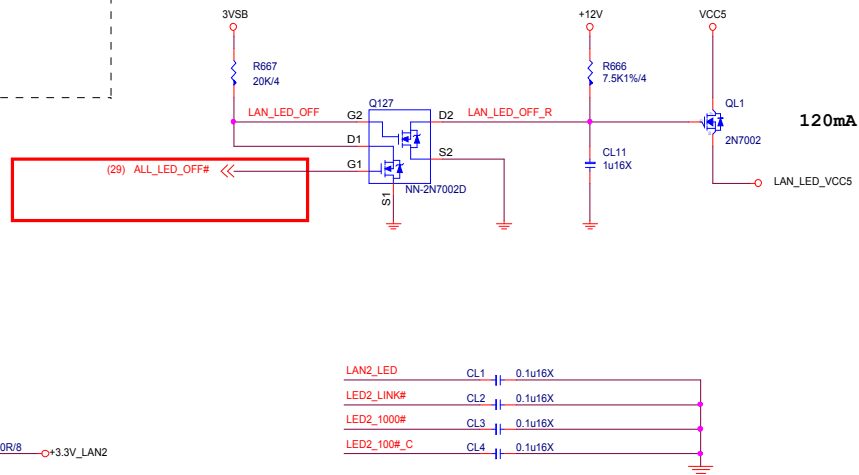 3VSB
+12V
VCC5
R667
20K/4
R666
7.5K1%/4
LAN_LED_OFF
Q127
G2
D2
LAN_LED_OFF_R
QL1
2N7002
120mA
D1
S2
CL11
1u16X
(29) ALL_LED_OFF#
G1
NN-2N7002D
S1
LAN_LED_VCC5
LAN2_LED
CL1
0.1u16X
LED2_LINK#
CL2
0.1u16X
LED2_1000#
CL3
0.1u16X
LED2_100#_C
CL4
0.1u16X
0R/8
+3.3V_LAN2